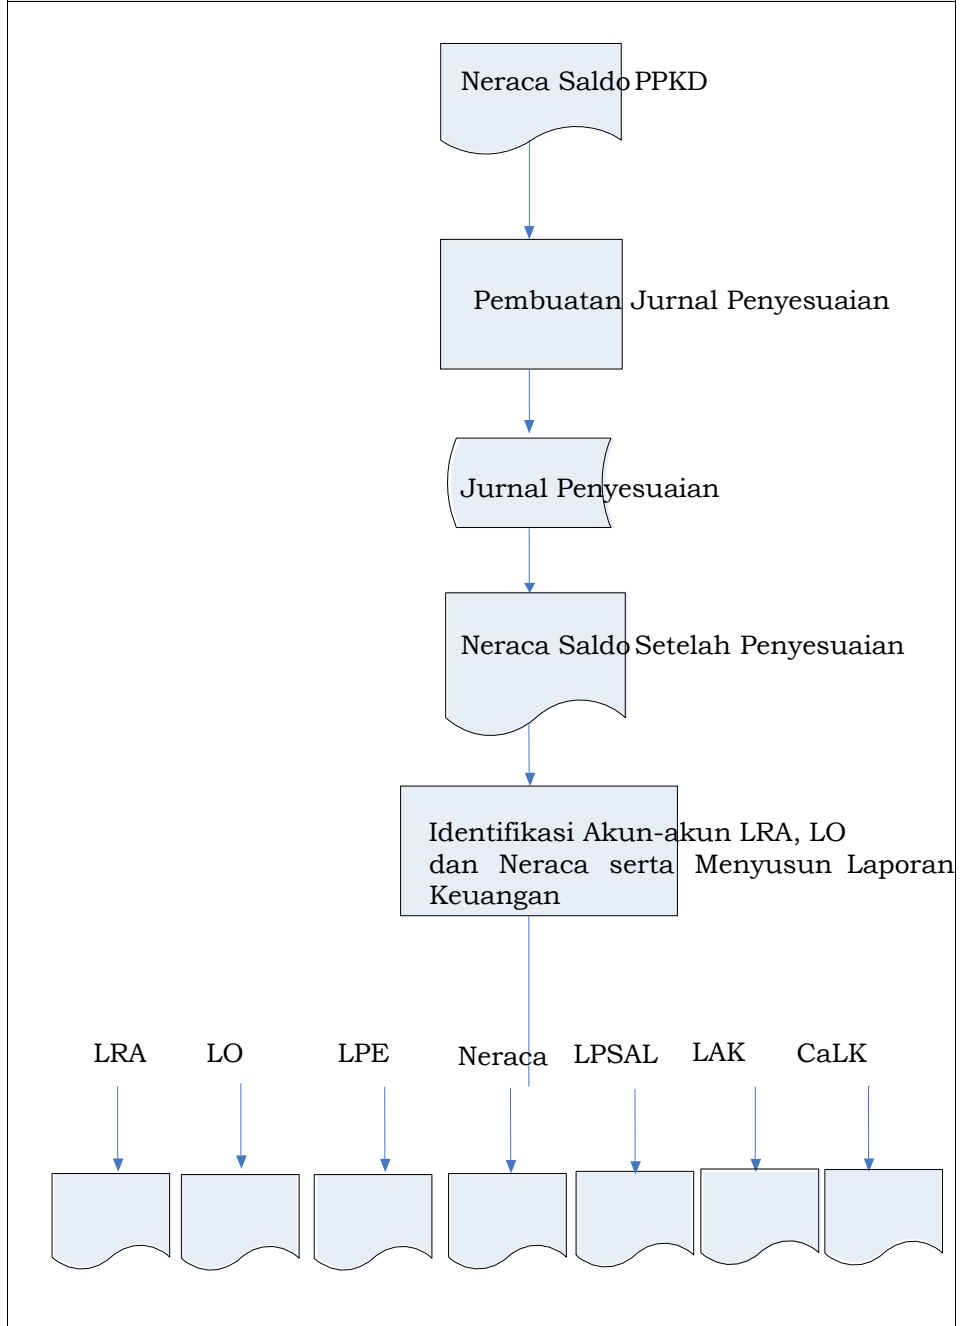 Neraca Saldo PPKD
Pembuatan Jurnal Penyesuaian
Jurnal Penyesuaian
Neraca Saldo Setelah Penyesuaian
Identifikasi Akun-akun LRA, LO
dan Neraca serta Menyusun Laporan
Keuangan
LRA LO LPE Neraca LPSAL LAK CaLK